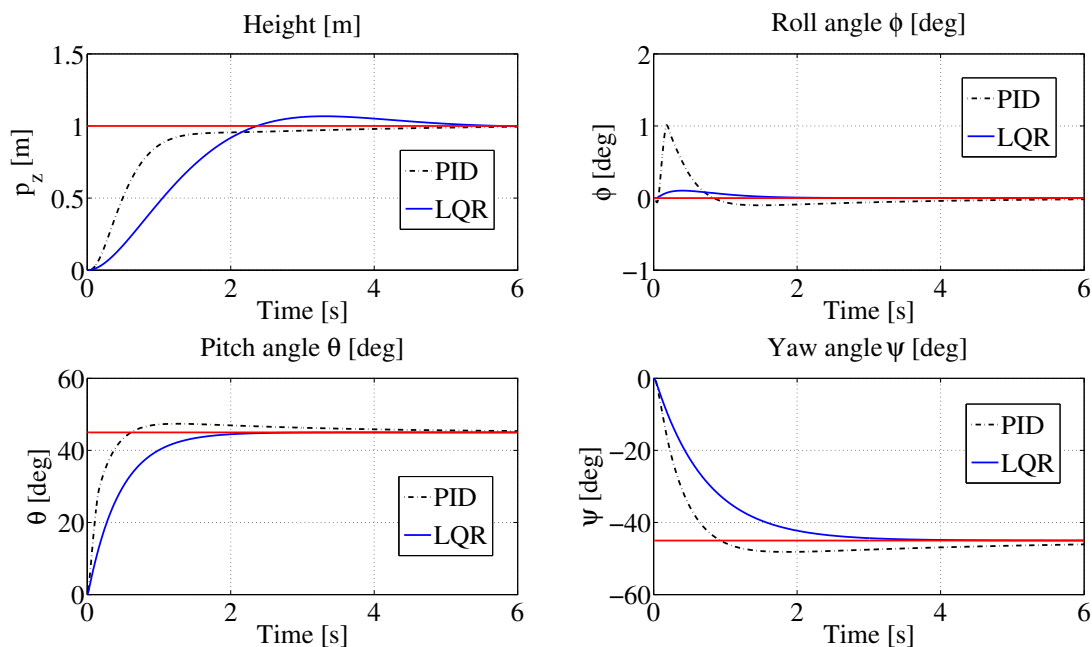 Height [m]
1.5
1
0.5
0
p_z [m]
PID
LQR
0 2 4 6
Time [s]
Roll angle ϕ [deg]
2
1
0
−1
ϕ [deg]
PID
LQR
0 2 4 6
Time [s]
Pitch angle θ [deg]
60
40
20
0
θ [deg]
PID
LQR
0 2 4 6
Time [s]
Yaw angle ψ [deg]
0
−20
−40
−60
ψ [deg]
PID
LQR
0 2 4 6
Time [s]